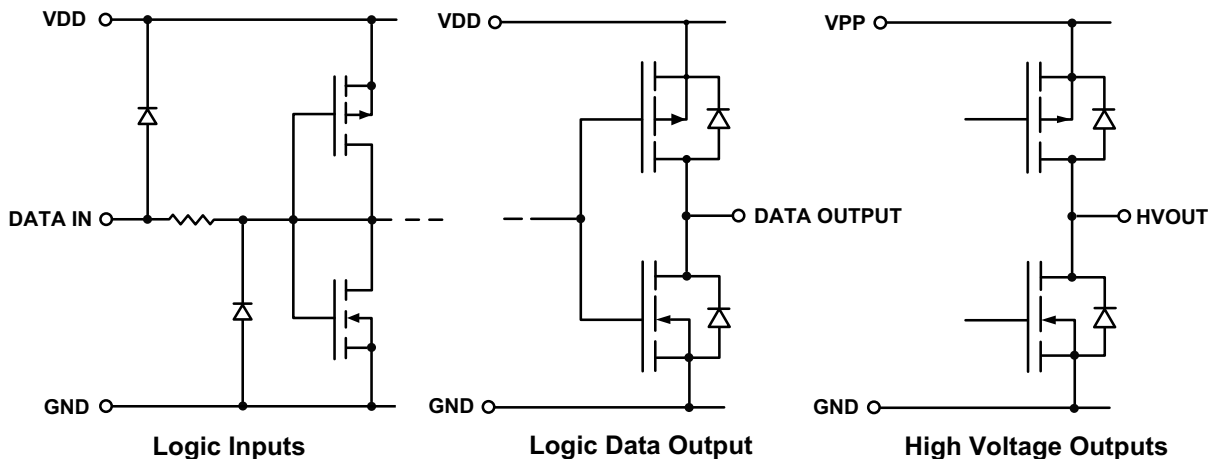 VDD
DATA IN
GND
Logic Inputs
VDD
DATA OUTPUT
GND
Logic Data Output
VPP
HVOUT
GND
High Voltage Outputs